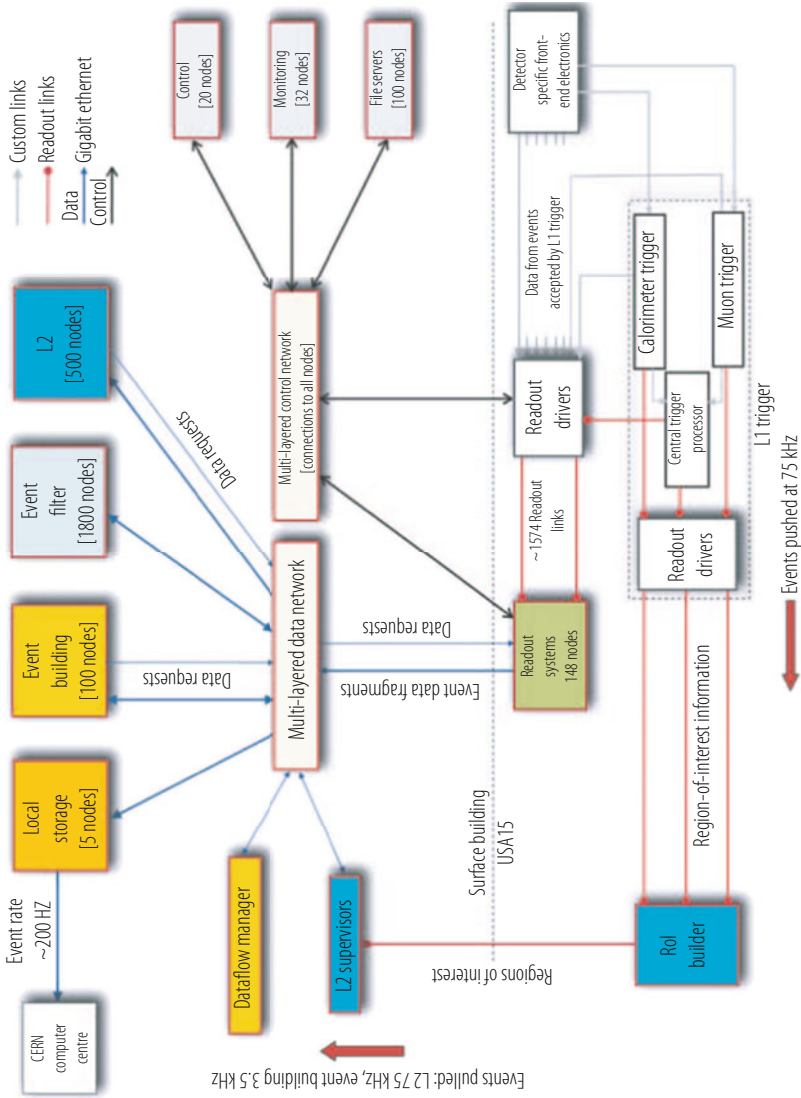 Custom links
Readout links
Data
Gigabit ethernet
Control
CERN
computer
centre
Event rate
~200 HZ
Local
storage
[5 nodes]
Event
building
[100 nodes]
Event
filter
[1800 nodes]
L2
[500 nodes]
Data requests
Data requests
Dataflow manager
L2 supervisors
Multi-layered data network
Multi-layered control network
[connections to all nodes]
Control
[20 nodes]
Monitoring
[32 nodes]
File servers
[100 nodes]
Events pulled: L2 75 kHz, event building 3.5 kHz
Regions of interest
Event data fragments
Data requests
Surface building
USA15
Readout
systems
148 nodes
~1574 Readout
links
Readout drivers
Data from events
accepted by L1 trigger
Detector
specific front-
end electronics
RoI
builder
Region-of-interest information
Readout
drivers
Central trigger
processor
Calorimeter trigger
Muon trigger
L1 trigger
Events pushed at 75 kHz